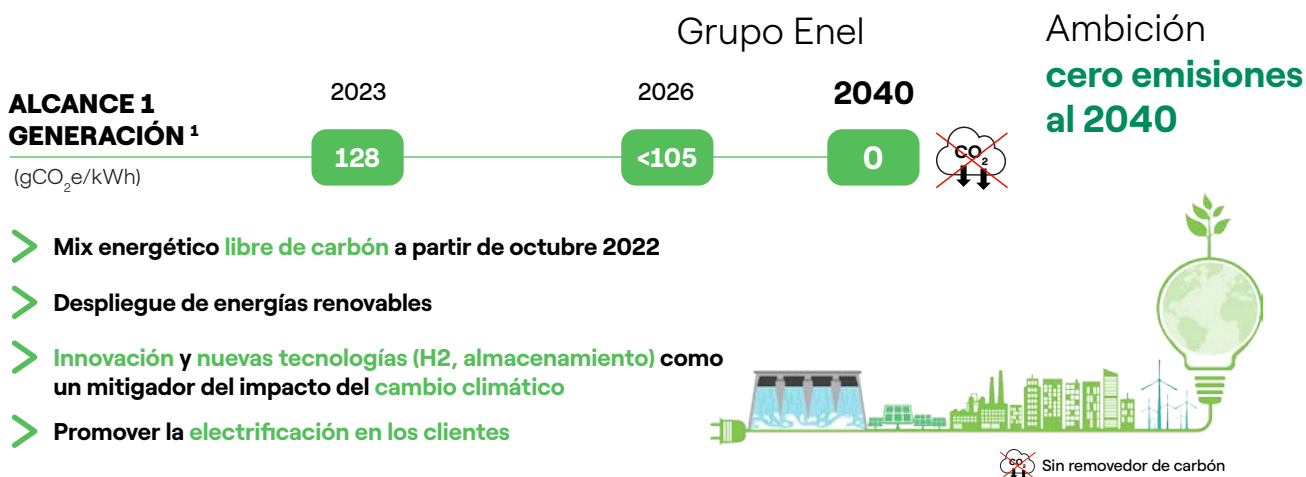 Grupo Enel
Ambición
cero emisiones
al 2040
ALCANCE 1
GENERACIÓN ¹
(gCO₂e/kWh)
2023
2026
2040
128
<105
0
CO₂
Mix energético libre de carbón a partir de octubre 2022
Despliegue de energías renovables
Innovación y nuevas tecnologías (H2, almacenamiento) como
un mitigador del impacto del cambio climático
Promover la electrificación en los clientes
CO₂ Sin removedor de carbón